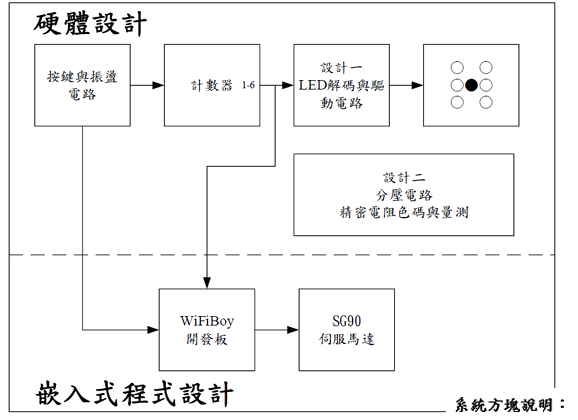 硬體設計
按鍵與振盪
電路
計數器 1-6
設計一
LED解碼與驅
動電路
設計二
分壓電路
精密電阻色碼與量測
WiFiBoy
開發板
SG90
伺服馬達
嵌入式程式設計
系統方塊說明：